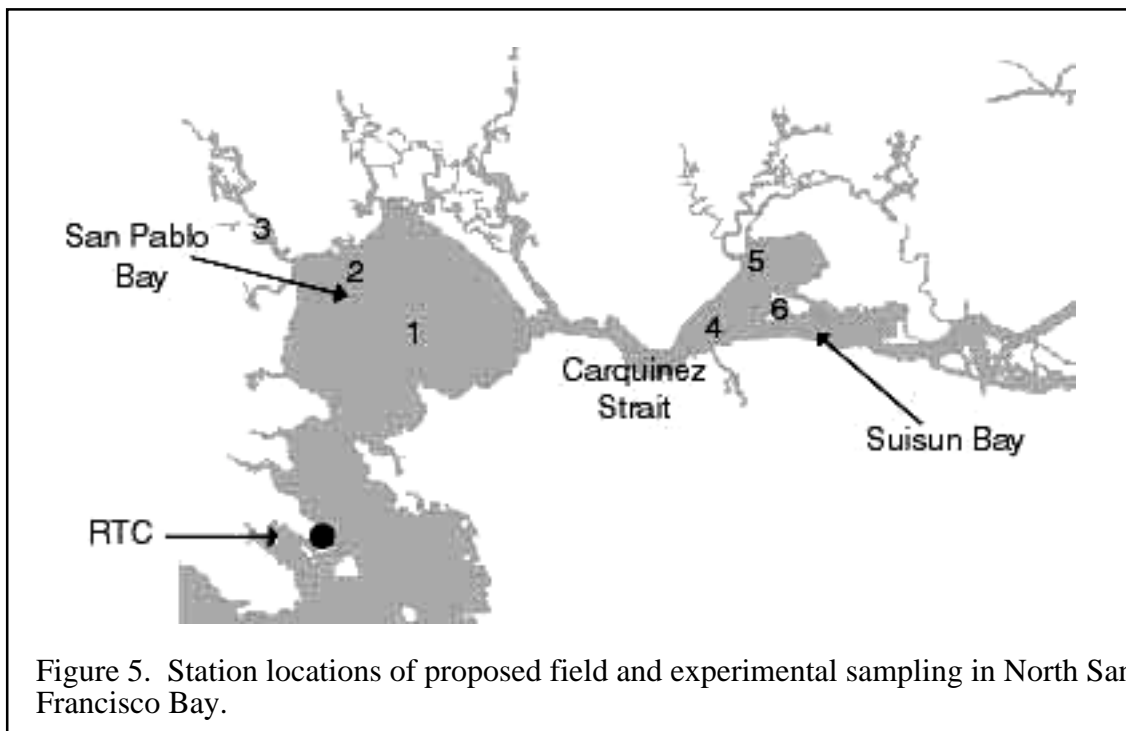 3
San Pablo
Bay
2
1
5
6
4
Carquinez
Strait
Suisun Bay
RTC
Figure 5. Station locations of proposed field and experimental sampling in North San
Francisco Bay.